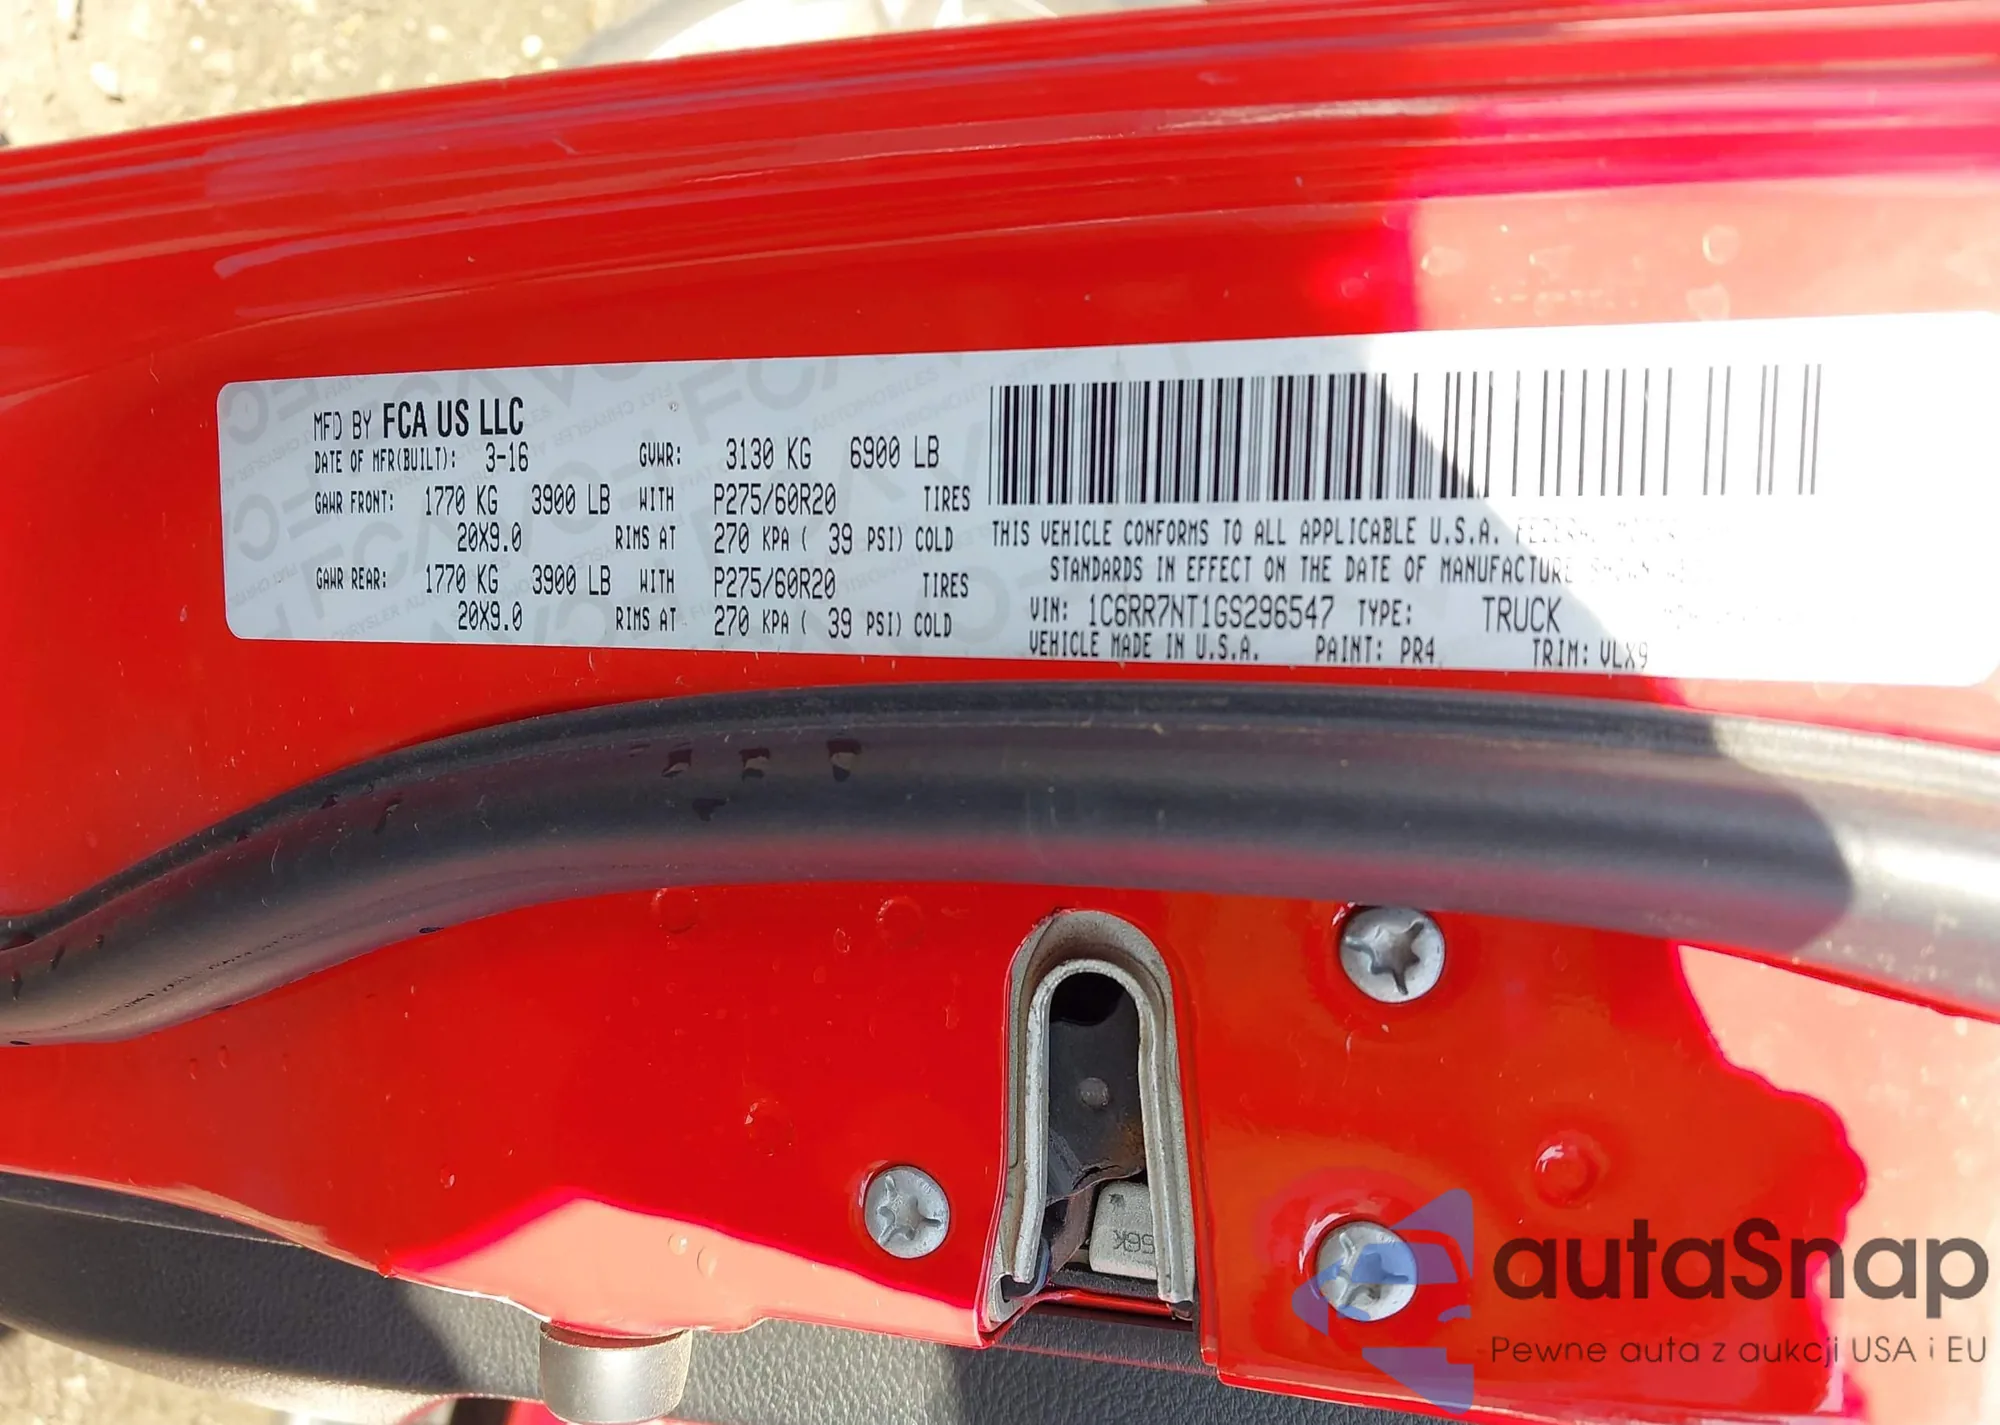 MFD BY FCA US LLC
DATE OF MFR(BUILT): 3-16 GVWR: 3130 KG 6900 LB
GAWR FRONT: 1770 KG 3900 LB WITH P275/60R20 TIRES
20X9.0 RIMS AT 270 KPA ( 39 PSI) COLD
GAWR REAR: 1770 KG 3900 LB WITH P275/60R20 TIRES
20X9.0 RIMS AT 270 KPA ( 39 PSI) COLD
THIS VEHICLE CONFORMS TO ALL APPLICABLE U.S.A.
STANDARDS IN EFFECT ON THE DATE OF MANUFACTURE
VIN: 1C6RR7NT1GS296547 TYPE: TRUCK
VEHICLE MADE IN U.S.A. PAINT: PR4 TRIM: VLX9
autaSnap
Pewne auta z aukcji USA i EU